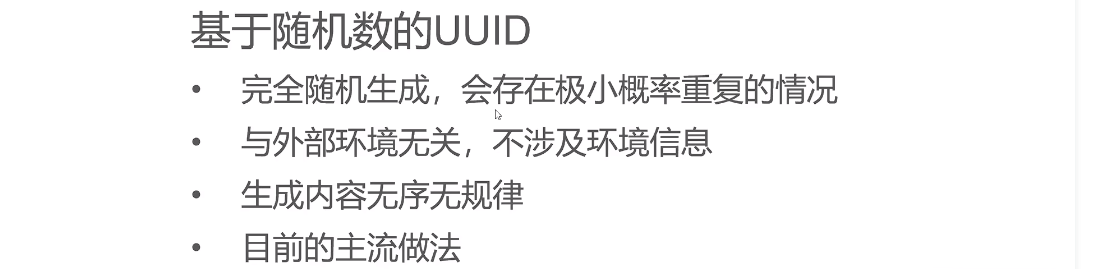 基于随机数的UUID
• 完全随机生成，会存在极小概率重复的情况
• 与外部环境无关，不涉及环境信息
• 生成内容无序无规律
• 目前的主流做法